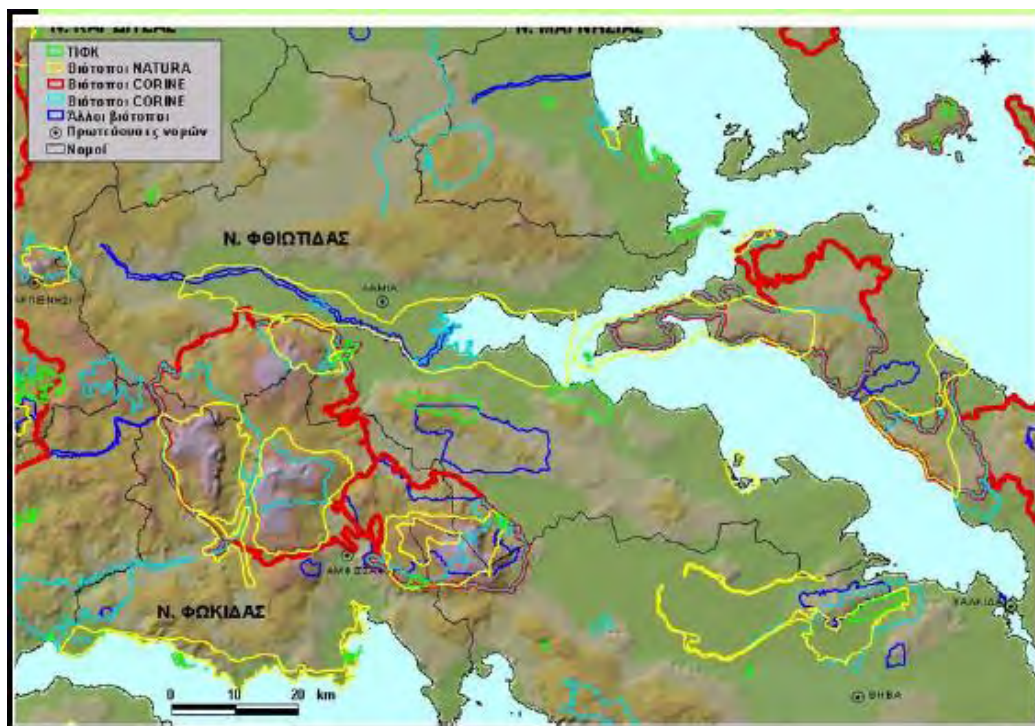 Ν. ΚΑΡΔΙΤΣΑΣ
Ν. ΜΑΓΝΗΣΙΑΣ
ΤΙΦΚ
Βιότοποι NATURA
Βιότοποι CORINE
Βιότοποι CORINE
Άλλοι βιότοποι
Πρωτεύουσες νομών
Νομοί
Ν. ΦΘΙΩΤΙΔΑΣ
ΛΑΜΙΑ
ΑΜΦΙΣΣΑ
ΧΑΛΚΙΔΑ
Ν. ΦΩΚΙΔΑΣ
ΘΗΒΑ
0 10 20 km